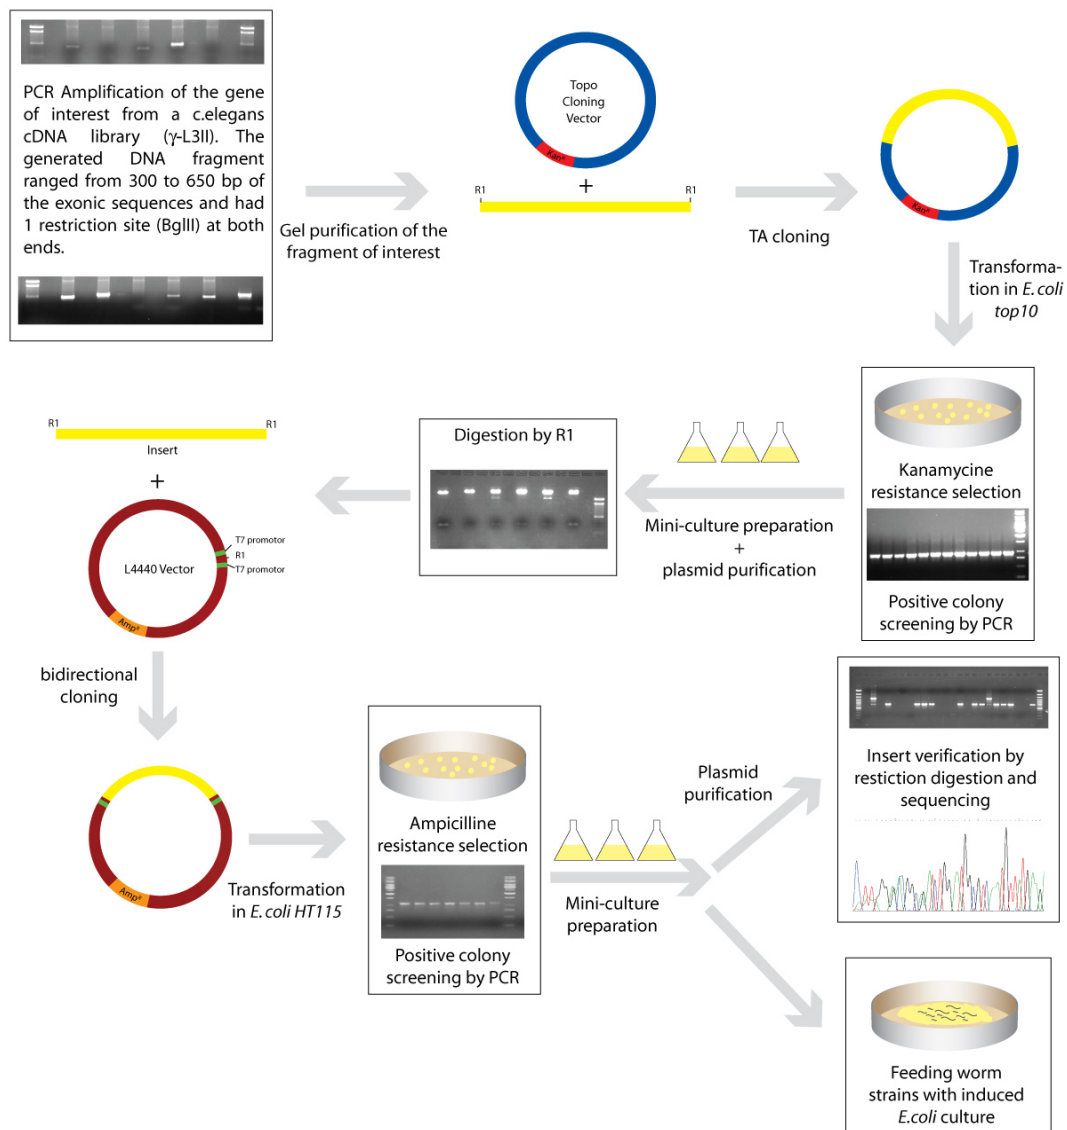 PCR Amplification of the gene
of interest from a c.elegans
cDNA library (γ-L3II). The
generated DNA fragment
ranged from 300 to 650 bp of
the exonic sequences and had
1 restriction site (BglII) at both
ends.
Gel purification of the
fragment of interest
Topo
Cloning
Vector
Kanᴿ
+
R1
R1
TA cloning
Kanᴿ
Transforma-
tion in E. coli
top10
Kanamycine
resistance selection
Positive colony
screening by PCR
Mini-culture preparation
+
plasmid purification
Digestion by R1
R1
R1
Insert
+
T7 promotor
R1
T7 promotor
L4440 Vector
Ampᴿ
bidirectional
cloning
Ampᴿ
Transformation
in E. coli HT115
Ampicilline
resistance selection
Positive colony
screening by PCR
Mini-culture
preparation
Plasmid
purification
Insert verification by
restiction digestion and
sequencing
Feeding worm
strains with induced
E.coli culture